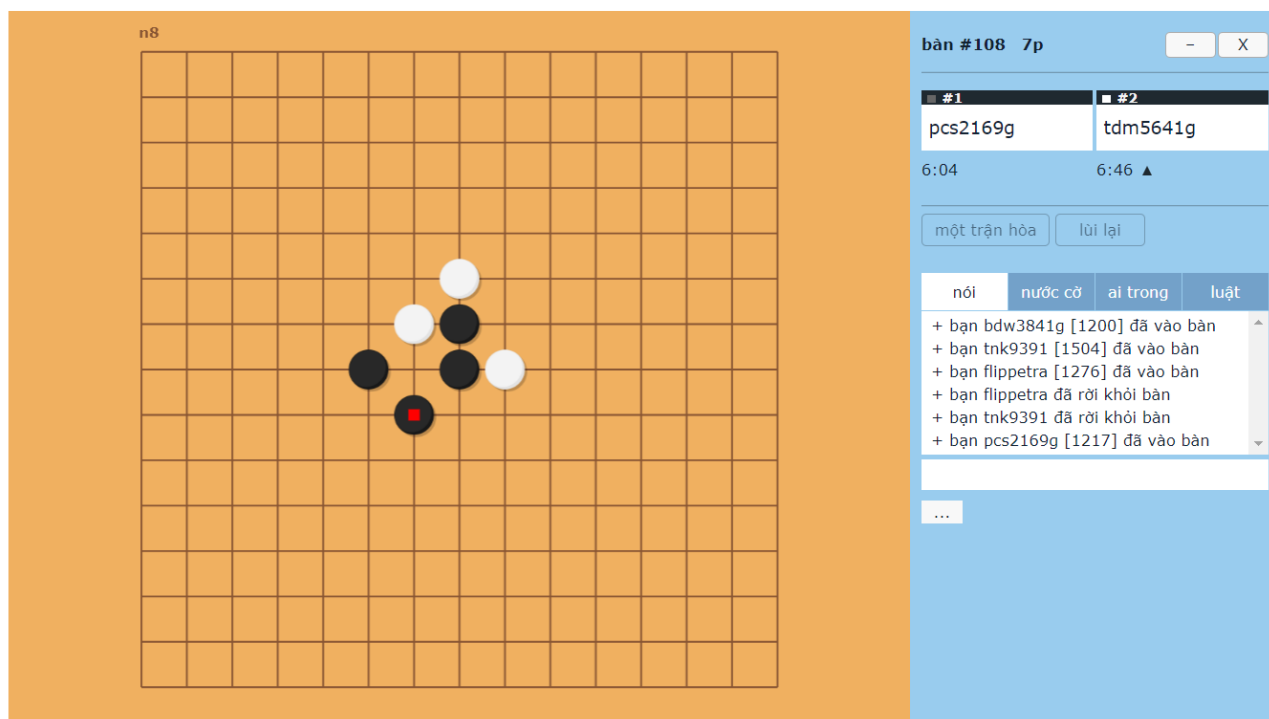 n8
bàn #108 7p
– X
#1 #2
pcs2169g tdm5641g
6:04 6:46 ▲
một trận hòa lùi lại
nói nước cờ ai trong luật
+ bạn bdw3841g [1200] đã vào bàn
+ bạn tnk9391 [1504] đã vào bàn
+ bạn flippetra [1276] đã vào bàn
+ bạn flippetra đã rời khỏi bàn
+ bạn tnk9391 đã rời khỏi bàn
+ bạn pcs2169g [1217] đã vào bàn
...